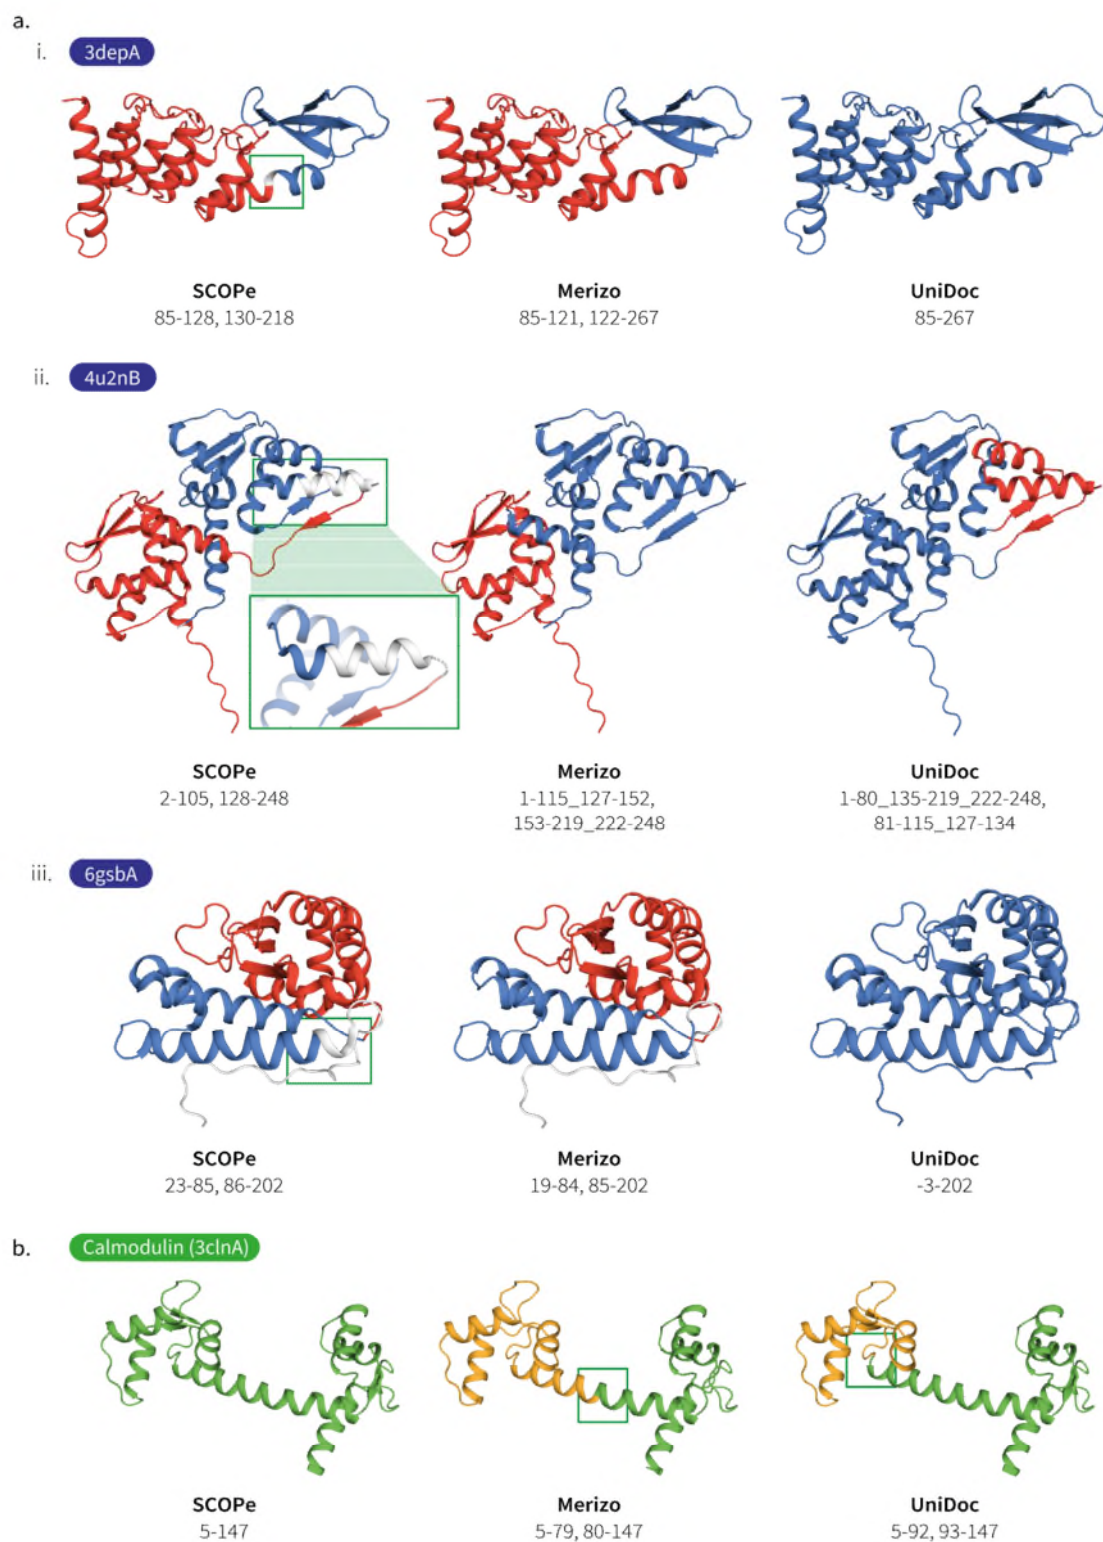 a.
i. 3depA
SCOPe Merizo UniDoc
85-128, 130-218 85-121, 122-267 85-267
ii. 4u2nB
SCOPe Merizo UniDoc
2-105, 128-248 1-115_127-152, 1-80_135-219_222-248,
153-219_222-248 81-115_127-134
iii. 6gsbA
SCOPe Merizo UniDoc
23-85, 86-202 19-84, 85-202 -3-202
b. Calmodulin (3clnA)
SCOPe Merizo UniDoc
5-147 5-79, 80-147 5-92, 93-147